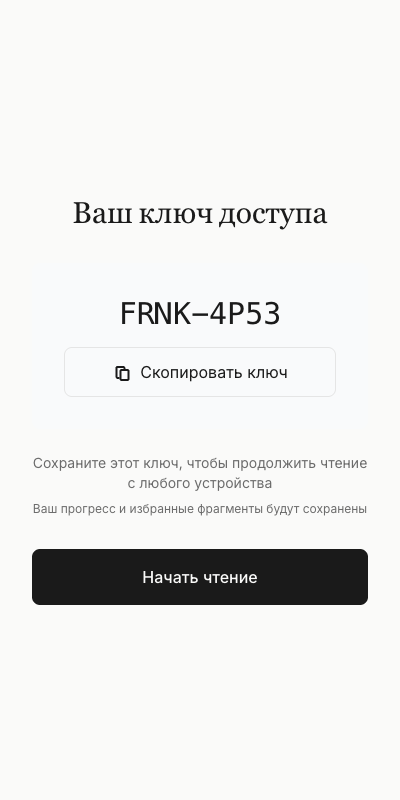 Ваш ключ доступа
FRNK–4P53
Скопировать ключ
Сохраните этот ключ, чтобы продолжить чтение
с любого устройства
Ваш прогресс и избранные фрагменты будут сохранены
Начать чтение